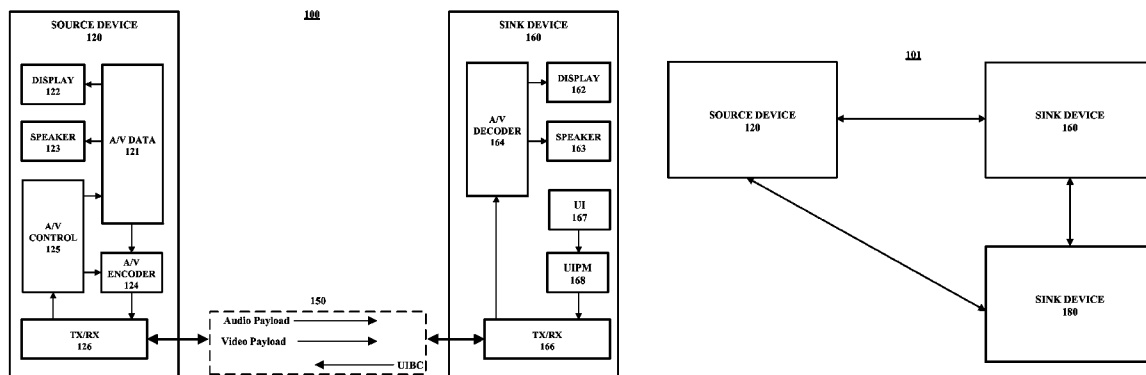 SOURCE DEVICE
120
DISPLAY
122
SPEAKER
123
A/V DATA
121
A/V
CONTROL
125
A/V
ENCODER
124
TX/RX
126
100
150
Audio Payload
Video Payload
UIBC
SINK DEVICE
160
A/V
DECODER
164
DISPLAY
162
SPEAKER
163
UI
167
UIPM
168
TX/RX
166
101
SOURCE DEVICE
120
SINK DEVICE
160
SINK DEVICE
180